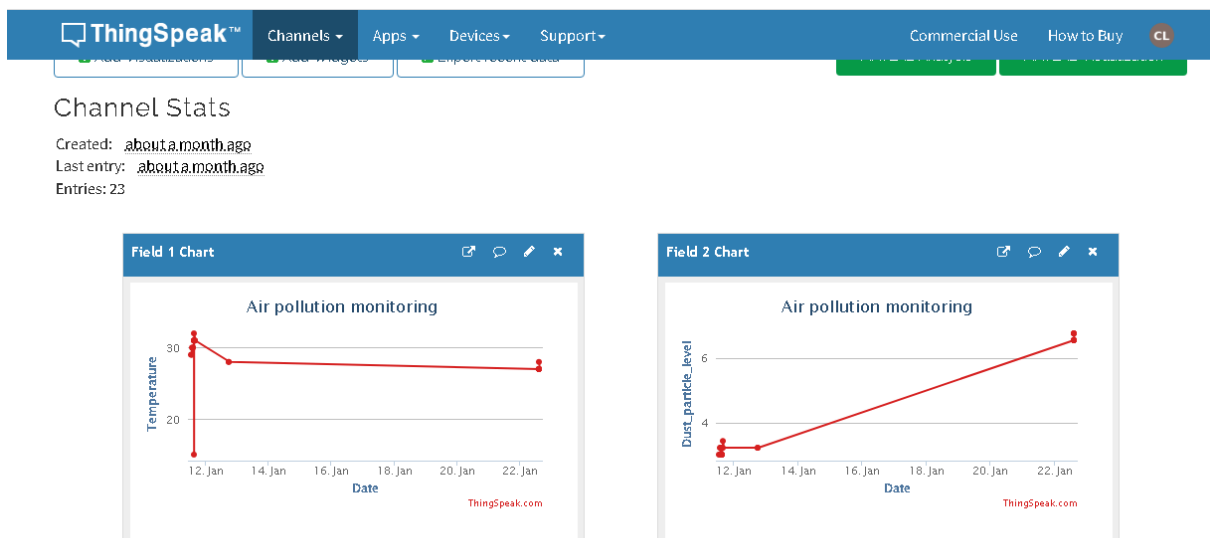 ThingSpeak™ Channels Apps Devices Support Commercial Use How to Buy CL
Channel Stats
Created: about a month ago
Last entry: about a month ago
Entries: 23
Field 1 Chart
Air pollution monitoring
Temperature
30
20
12. Jan 14. Jan 16. Jan 18. Jan 20. Jan 22. Jan
Date
ThingSpeak.com
Field 2 Chart
Air pollution monitoring
Dust_particle_level
6
4
12. Jan 14. Jan 16. Jan 18. Jan 20. Jan 22. Jan
Date
ThingSpeak.com